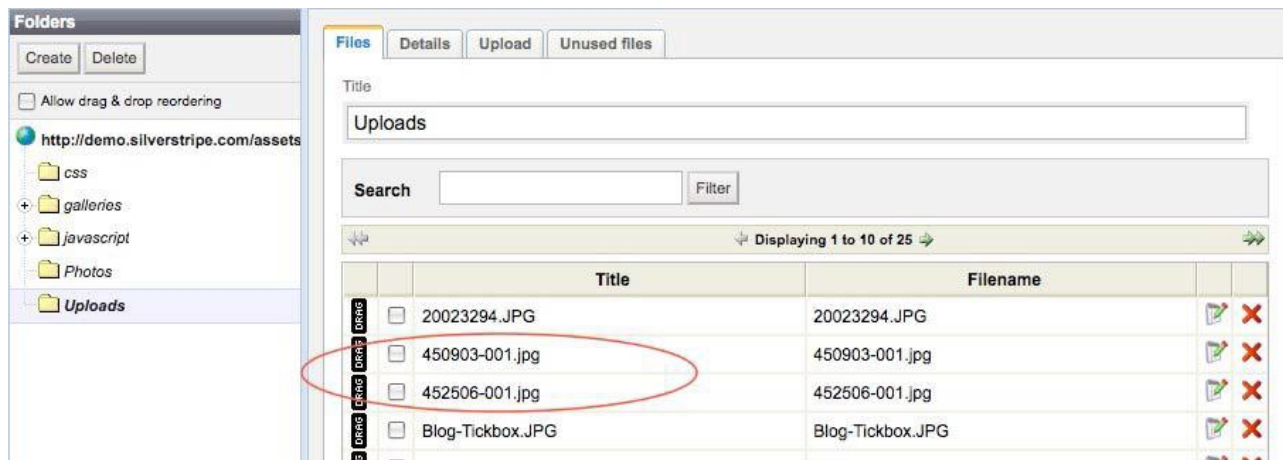 Folders
Create Delete
Allow drag & drop reordering
http://demo.silverstripe.com/assets
css
galleries
javascript
Photos
Uploads
Files Details Upload Unused files
Title
Uploads
Search Filter
Displaying 1 to 10 of 25
Title Filename
DRAG 20023294.JPG 20023294.JPG
DRAG 450903-001.jpg 450903-001.jpg
DRAG 452506-001.jpg 452506-001.jpg
DRAG Blog-Tickbox.JPG Blog-Tickbox.JPG